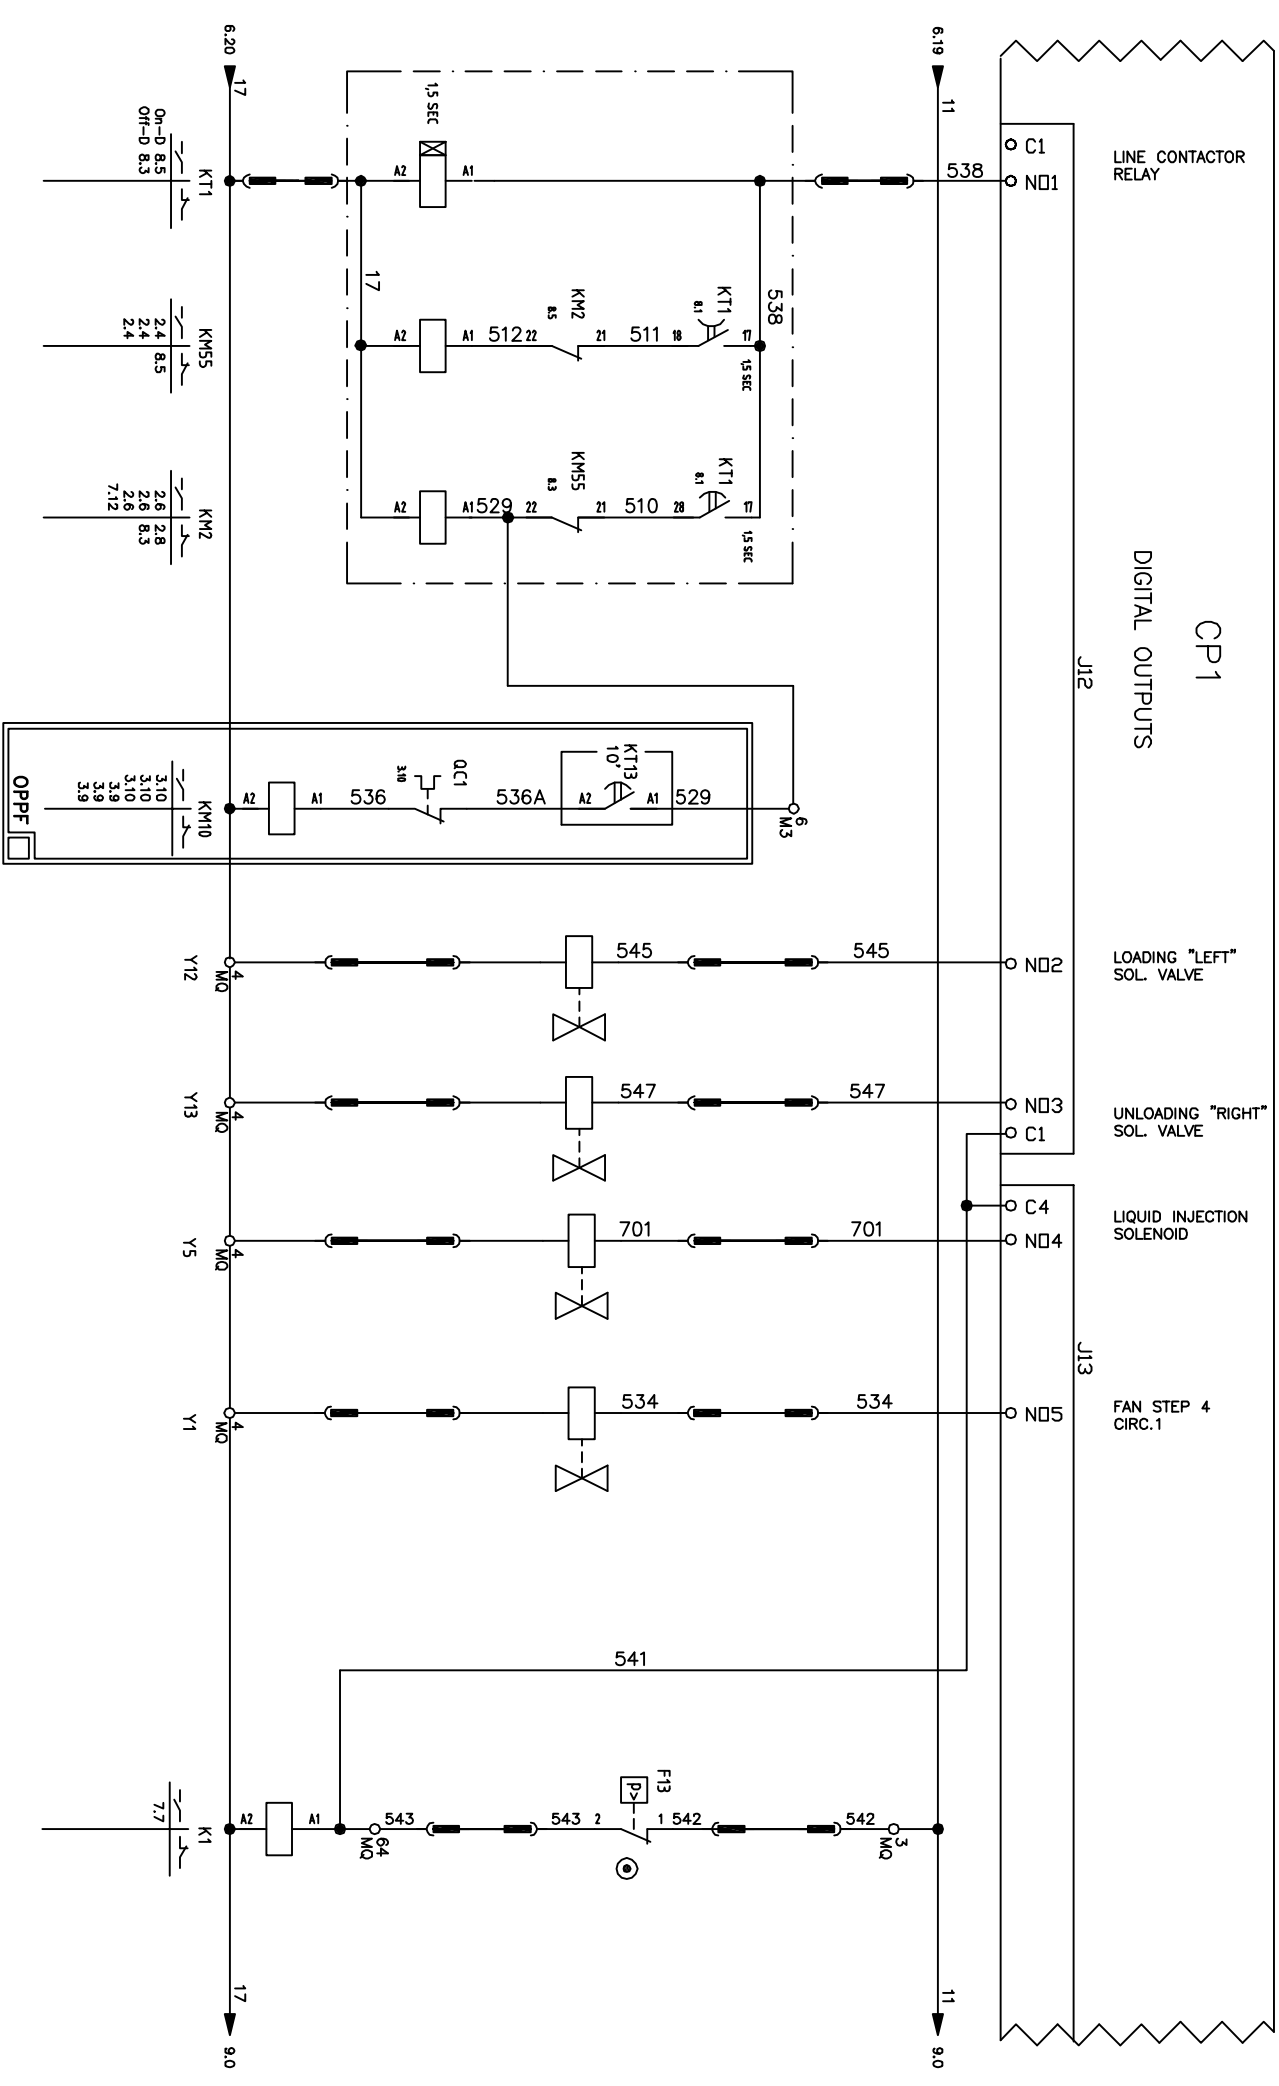 CP1
DIGITAL OUTPUTS
J12
J13
LINE CONTACTOR
RELAY
LOADING "LEFT"
SOL. VALVE
UNLOADING "RIGHT"
SOL. VALVE
LIQUID INJECTION
SOLENOID
FAN STEP 4
CIRC.1
C1
NO1
NO2
NO3
C1
C4
NO4
NO5
6.19
11
11
9.0
6.20
17
17
9.0
538
538
17
1,5 SEC
A2
A1
KT1
8.1
17
18
1,5 SEC
511
KM2
8.5
21
22
512
A1
A2
KT1
8.1
17
28
1,5 SEC
510
KM55
8.3
21
22
529
A1
A2
6
M3
529
KT13
10'
A1
A2
536A
QC1
3.10
536
A1
A2
OPPF
545
545
4
MQ
Y12
547
547
4
MQ
Y13
701
701
4
MQ
Y5
534
534
4
MQ
Y1
541
3
MQ
542
542
F13
P>
1
2
543
543
64
MQ
A1
A2
KT1
On-D 8.5
Off-D 8.3
KM55
2.4 8.5
2.4
2.4
KM2
2.6 2.8
2.6 8.3
2.6
7.12
KM10
3.10
3.10
3.10
3.9
3.9
3.9
K1
7.7